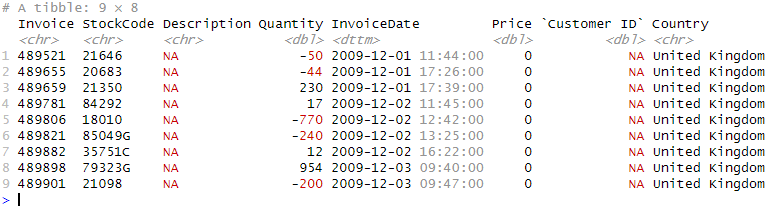 # A tibble: 9 × 8
Invoice StockCode Description Quantity InvoiceDate Price `Customer ID` Country
<chr> <chr> <chr> <dbl> <dttm> <dbl> <dbl> <chr>
1 489521 21646 NA -50 2009-12-01 11:44:00 0 NA United Kingdom
2 489655 20683 NA -44 2009-12-01 17:26:00 0 NA United Kingdom
3 489659 21350 NA 230 2009-12-01 17:39:00 0 NA United Kingdom
4 489781 84292 NA 17 2009-12-02 11:45:00 0 NA United Kingdom
5 489806 18010 NA -770 2009-12-02 12:42:00 0 NA United Kingdom
6 489821 85049G NA -240 2009-12-02 13:25:00 0 NA United Kingdom
7 489882 35751C NA 12 2009-12-02 16:22:00 0 NA United Kingdom
8 489898 79323G NA 954 2009-12-03 09:40:00 0 NA United Kingdom
9 489901 21098 NA -200 2009-12-03 09:47:00 0 NA United Kingdom
>